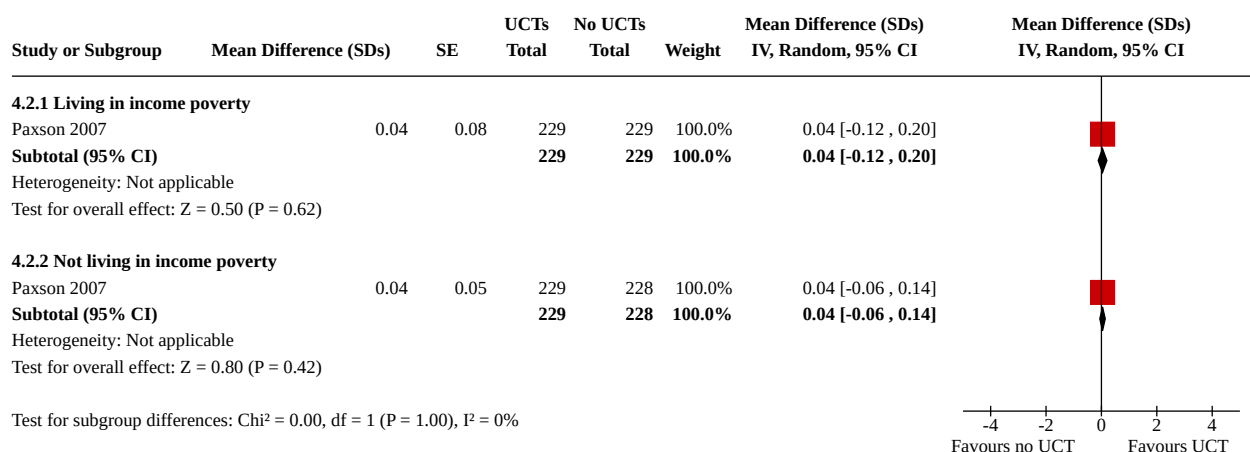 UCTs No UCTs Mean Difference (SDs) Mean Difference (SDs)
Study or Subgroup Mean Difference (SDs) SE Total Total Weight IV, Random, 95% CI IV, Random, 95% CI
4.2.1 Living in income poverty
Paxson 2007 0.04 0.08 229 229 100.0% 0.04 [-0.12 , 0.20]
Subtotal (95% CI) 229 229 100.0% 0.04 [-0.12 , 0.20]
Heterogeneity: Not applicable
Test for overall effect: Z = 0.50 (P = 0.62)
4.2.2 Not living in income poverty
Paxson 2007 0.04 0.05 229 228 100.0% 0.04 [-0.06 , 0.14]
Subtotal (95% CI) 229 228 100.0% 0.04 [-0.06 , 0.14]
Heterogeneity: Not applicable
Test for overall effect: Z = 0.80 (P = 0.42)
Test for subgroup differences: Chi² = 0.00, df = 1 (P = 1.00), I² = 0%
-4 -2 0 2 4
Favours no UCT Favours UCT